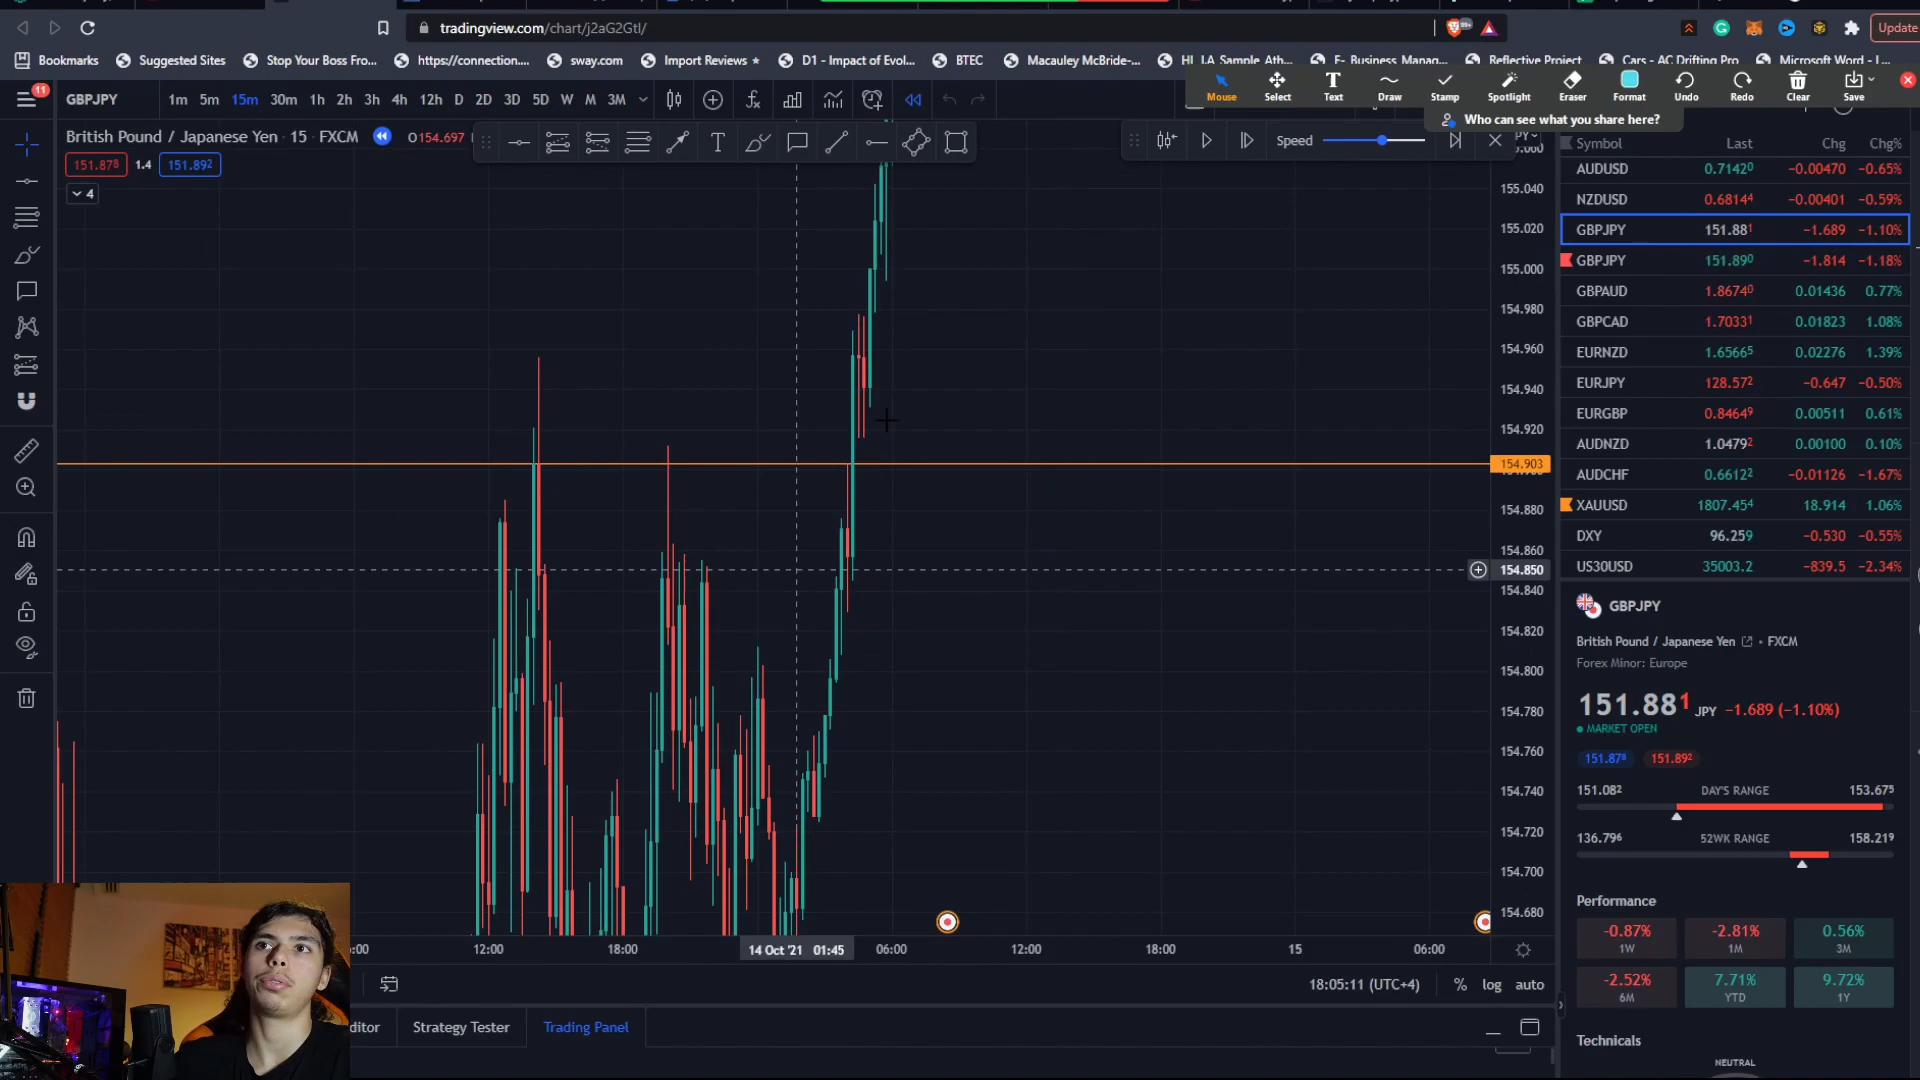 tradingview.com/chart/j2aG2GtI/
Update
Bookmarks Suggested Sites Stop Your Boss Fro... https://connection.... sway.com Import Reviews ★ D1 - Impact of Evol... BTEC Macauley McBride-... HI, I.A. Sample Ath... E- Business Manag... Reflective Project Cars - AC Drifting Pro Microsoft Word - I...
Mouse Select Text Draw Stamp Spotlight Eraser Format Undo Redo Clear Save
Who can see what you share here?
11
GBPJPY 1m 5m 15m 30m 1h 2h 3h 4h 12h D 2D 3D 5D W M 3M
British Pound / Japanese Yen · 15 · FXCM O154.697
Speed
151.878 1.4 151.892
4
155.040
155.020
155.000
154.980
154.960
154.940
154.920
154.903
154.880
154.860
154.850
154.840
154.820
154.800
154.780
154.760
154.740
154.720
154.700
154.680
12:00 18:00 14 Oct '21 01:45 06:00 12:00 18:00 15 06:00
18:05:11 (UTC+4) % log auto
Strategy Tester Trading Panel
Symbol Last Chg Chg%
AUDUSD 0.71420 −0.00470 −0.65%
NZDUSD 0.68144 −0.00401 −0.59%
GBPJPY 151.881 −1.689 −1.10%
GBPJPY 151.890 −1.814 −1.18%
GBPAUD 1.86740 0.01436 0.77%
GBPCAD 1.70331 0.01823 1.08%
EURNZD 1.65665 0.02276 1.39%
EURJPY 128.572 −0.647 −0.50%
EURGBP 0.84649 0.00511 0.61%
AUDNZD 1.04792 0.00100 0.10%
AUDCHF 0.66122 −0.01126 −1.67%
XAUUSD 1807.454 18.914 1.06%
DXY 96.259 −0.530 −0.55%
US30USD 35003.2 −839.5 −2.34%
GBPJPY
British Pound / Japanese Yen • FXCM
Forex Minor: Europe
151.881 JPY −1.689 (−1.10%)
MARKET OPEN
151.878 151.892
151.082 DAY'S RANGE 153.675
136.796 52WK RANGE 158.219
Performance
-0.87% -2.81% 0.56%
1W 1M 3M
-2.52% 7.71% 9.72%
6M YTD 1Y
Technicals
NEUTRAL